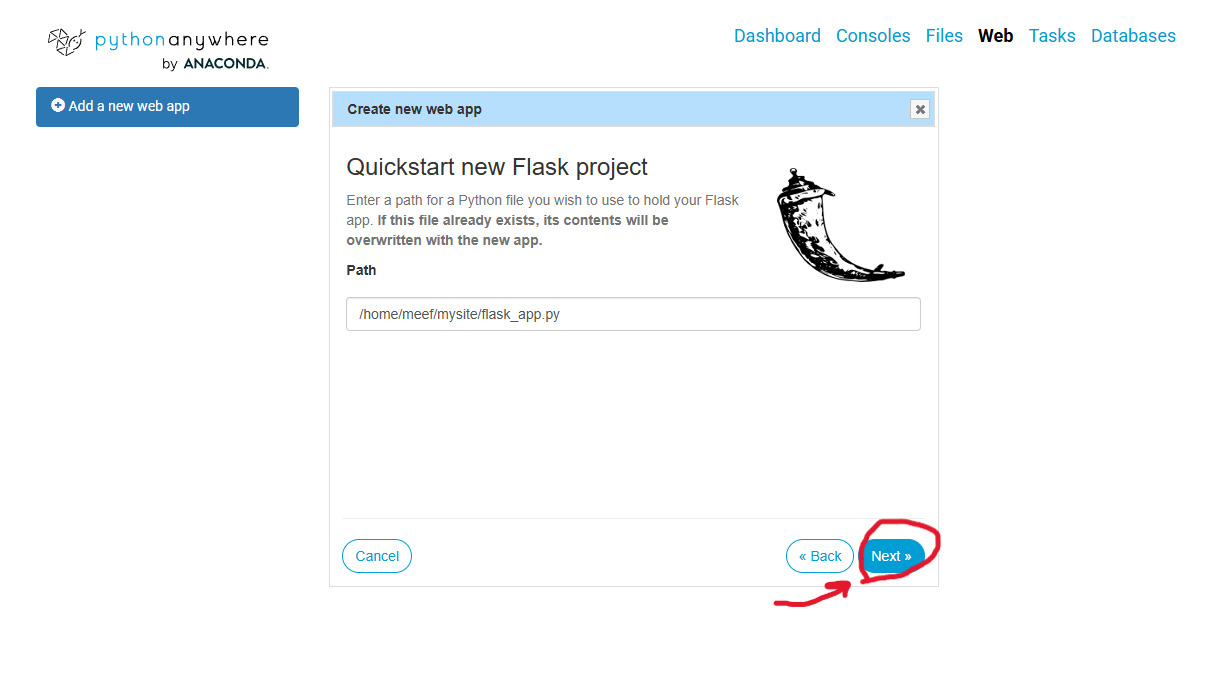 pythonanywhere
by ANACONDA.
Dashboard Consoles Files Web Tasks Databases
Add a new web app
Create new web app
Quickstart new Flask project
Enter a path for a Python file you wish to use to hold your Flask
app. If this file already exists, its contents will be
overwritten with the new app.
Path
/home/meef/mysite/flask_app.py
Cancel
« Back
Next »